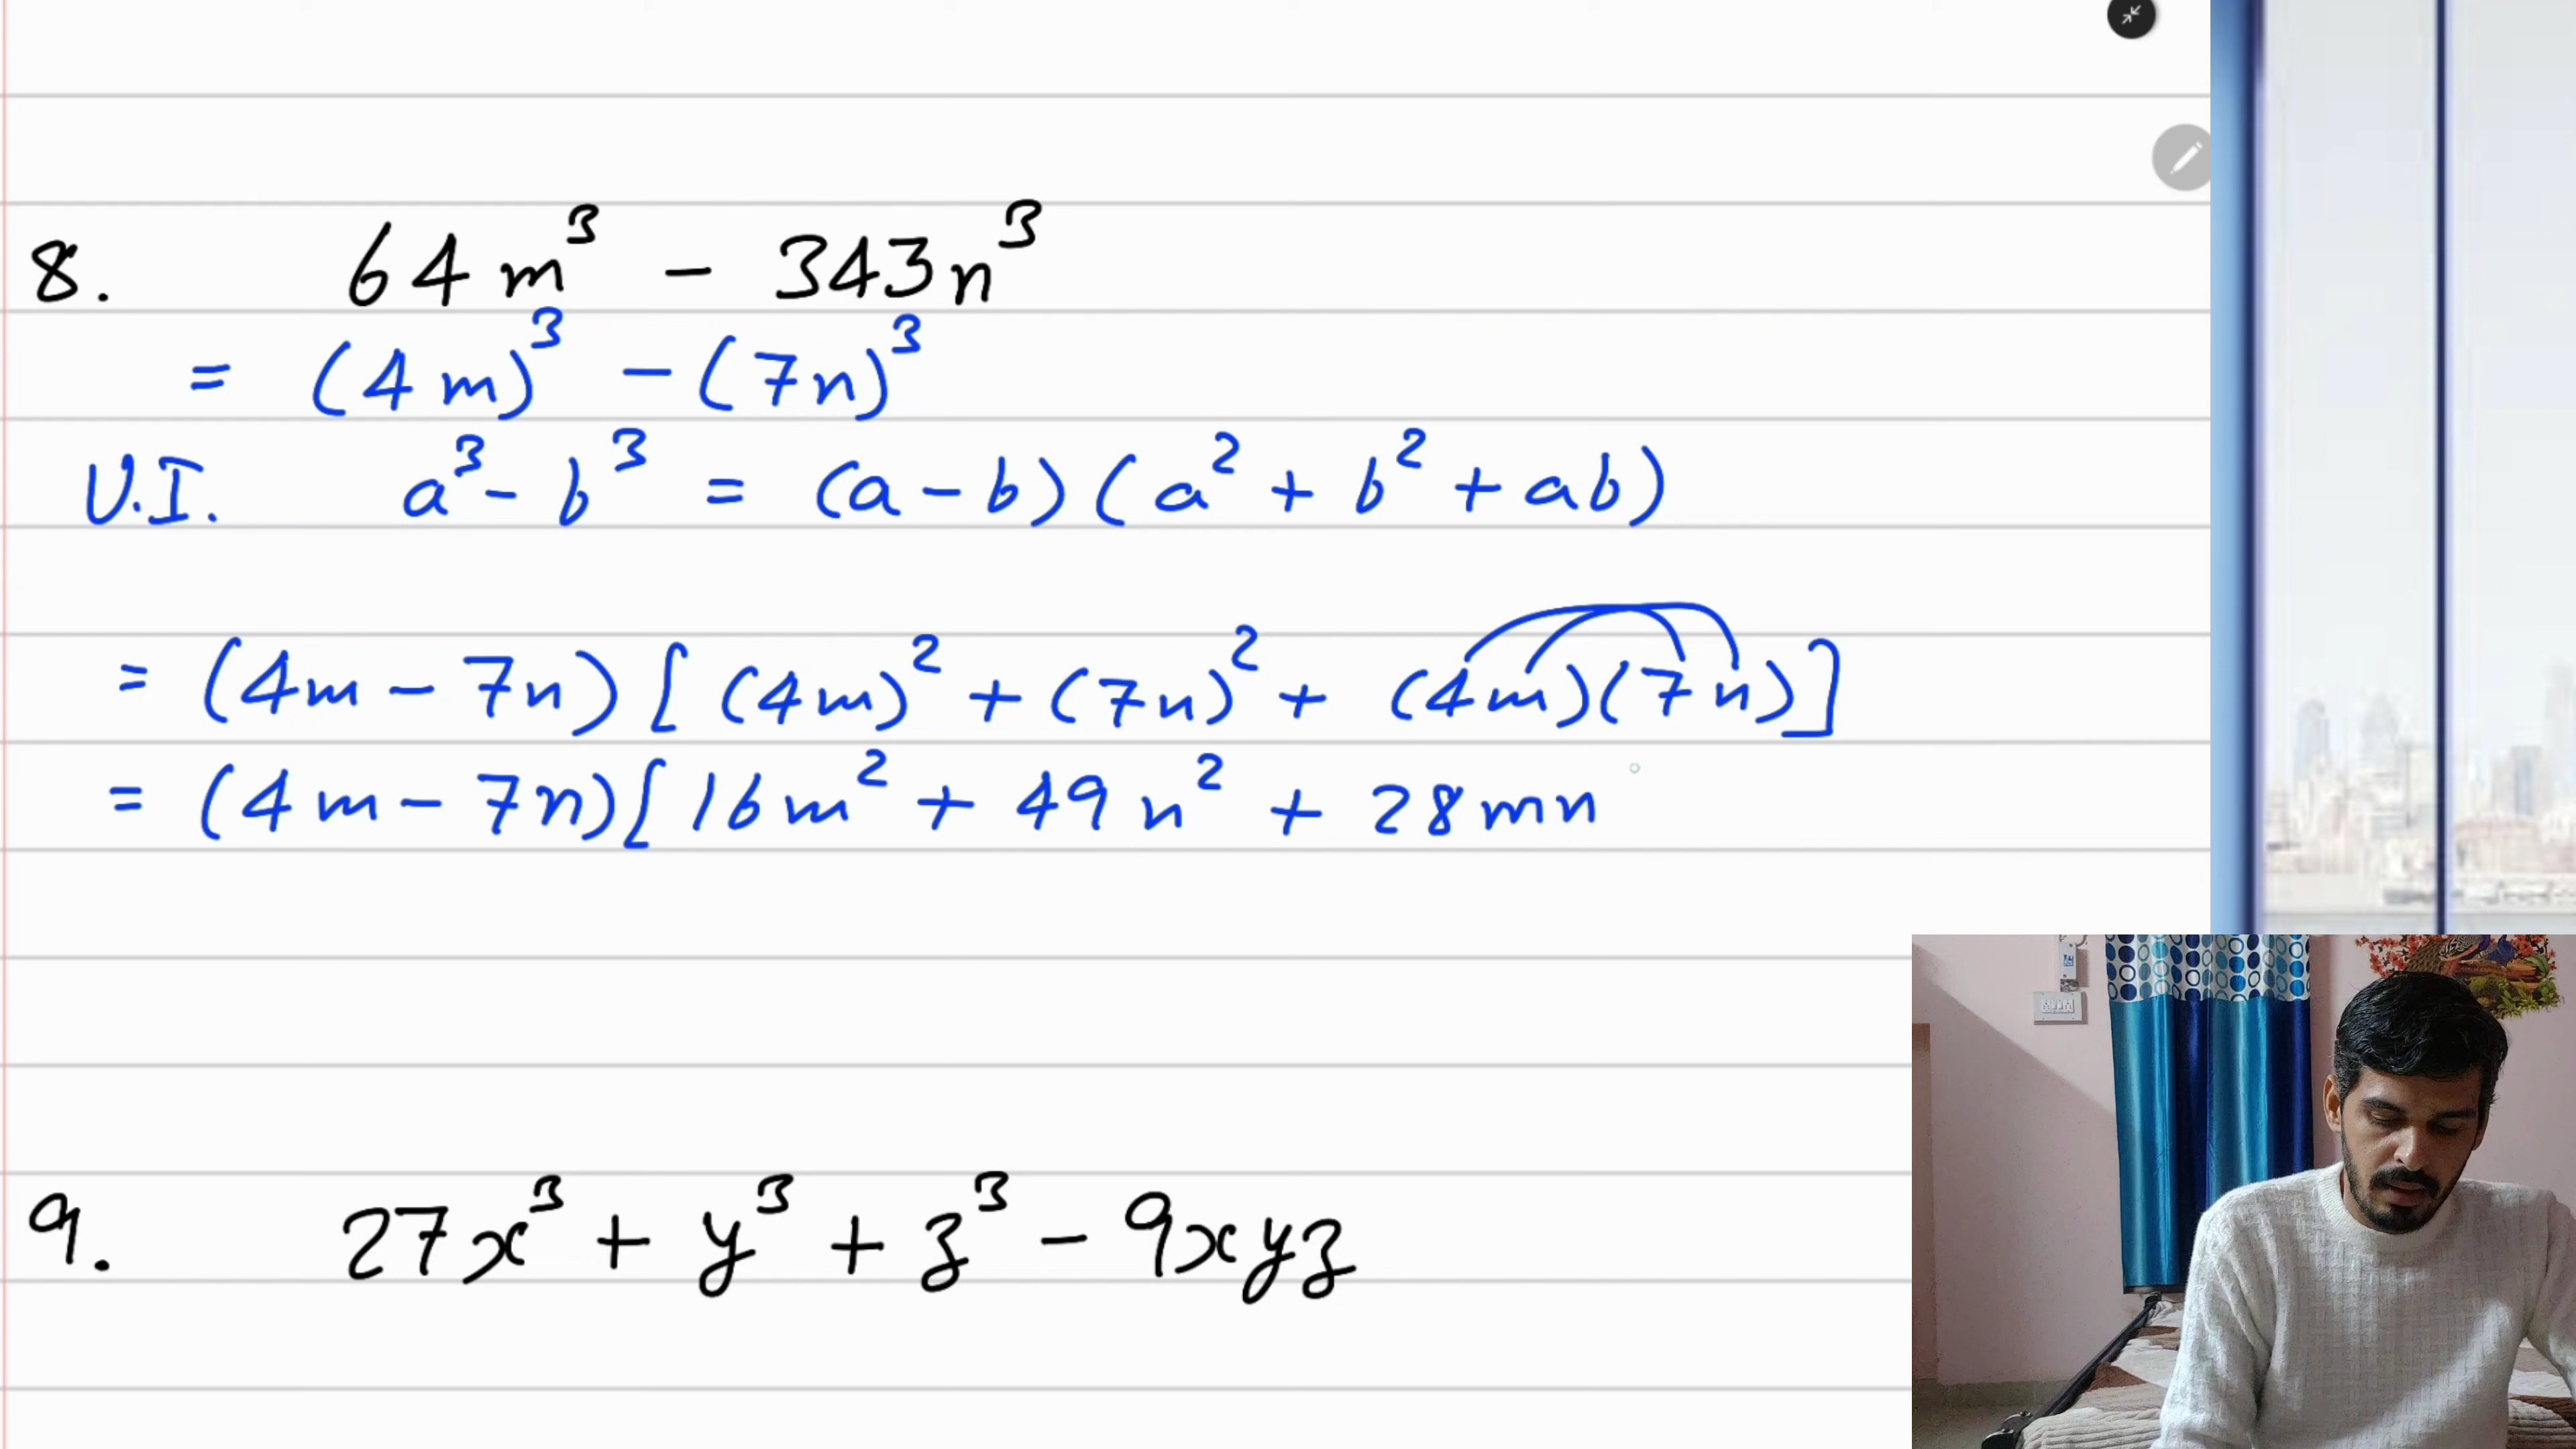 8. 64m³ - 343n³
= (4m)³ - (7n)³
U.I. a³ - b³ = (a - b)(a² + b² + ab)
= (4m - 7n)[(4m)² + (7n)² + (4m)(7n)]
= (4m - 7n)[16m² + 49n² + 28mn
9. 27x³ + y³ + z³ - 9xyz